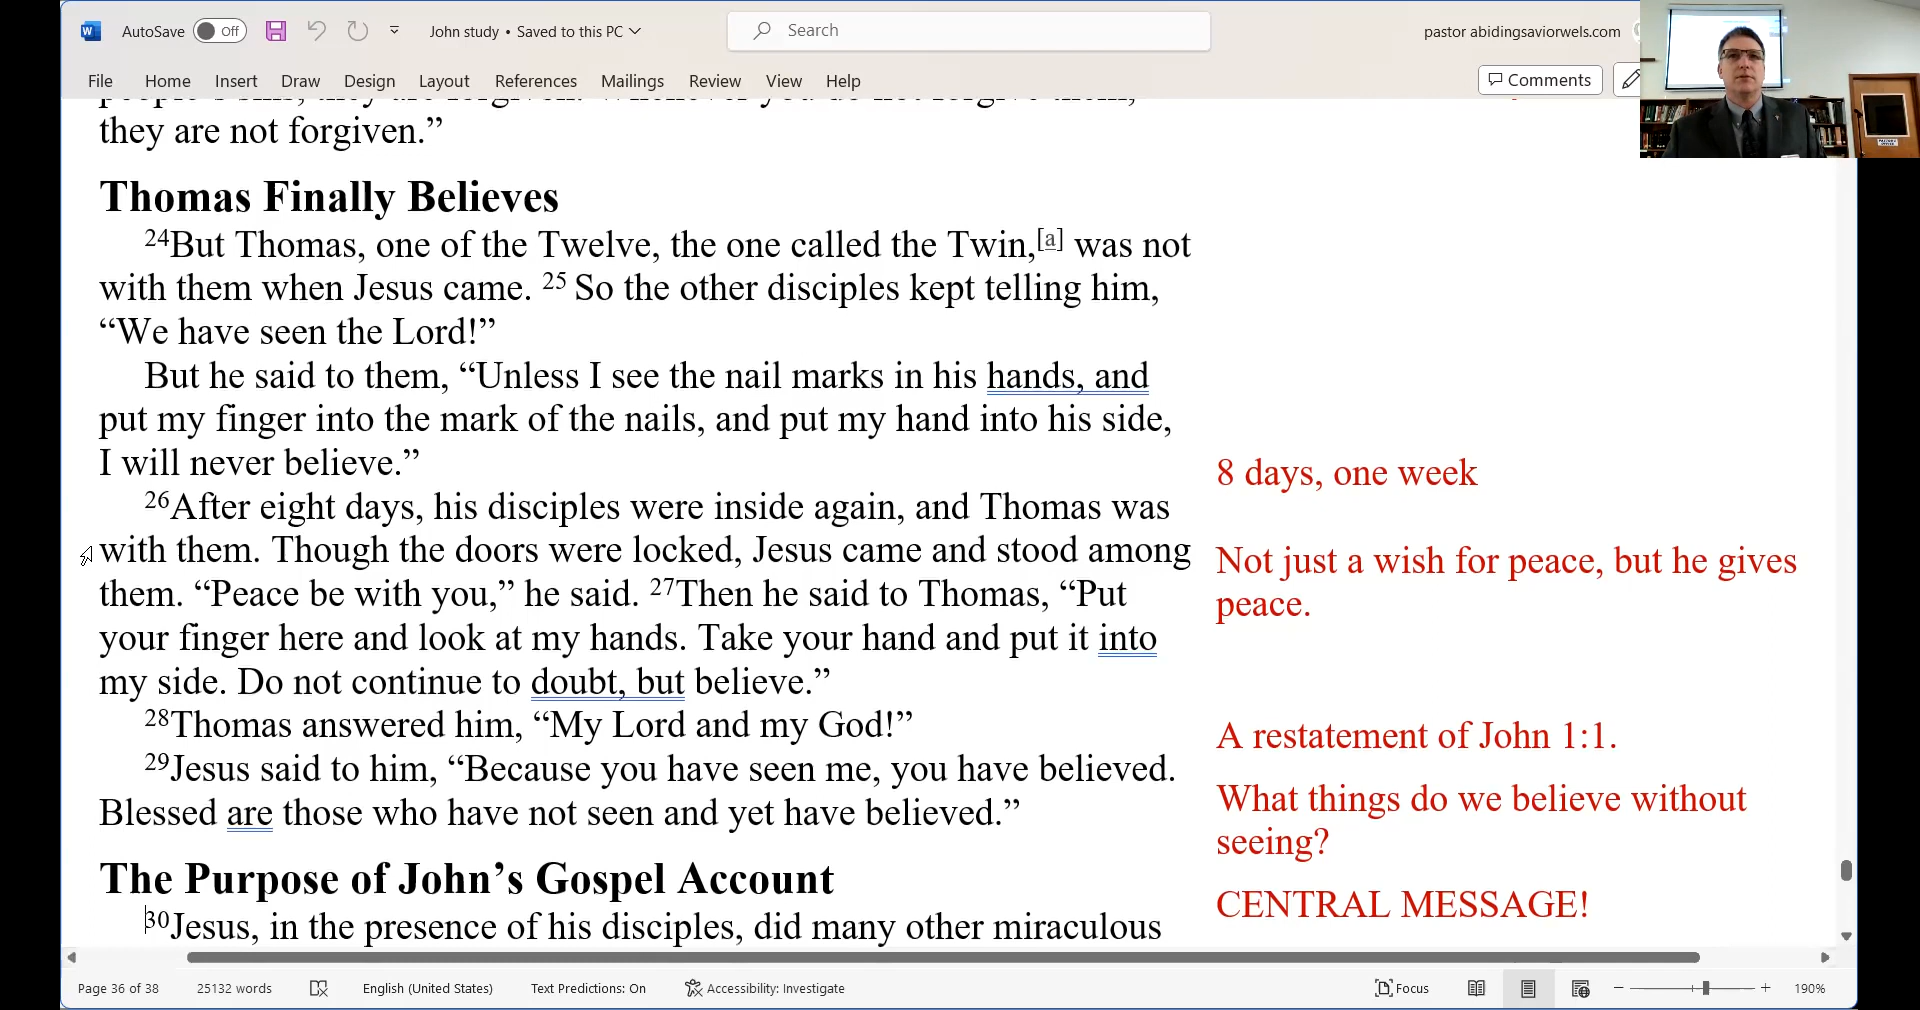 AutoSave Off John study • Saved to this PC Search pastor abidingsaviorwels.com
File Home Insert Draw Design Layout References Mailings Review View Help Comments
people's sins, they are forgiven. Whenever you do not forgive them,
they are not forgiven.”
Thomas Finally Believes
24But Thomas, one of the Twelve, the one called the Twin,[a] was not
with them when Jesus came. 25 So the other disciples kept telling him,
“We have seen the Lord!”
But he said to them, “Unless I see the nail marks in his hands, and
put my finger into the mark of the nails, and put my hand into his side,
I will never believe.”
26After eight days, his disciples were inside again, and Thomas was
with them. Though the doors were locked, Jesus came and stood among
them. “Peace be with you,” he said. 27Then he said to Thomas, “Put
your finger here and look at my hands. Take your hand and put it into
my side. Do not continue to doubt, but believe.”
28Thomas answered him, “My Lord and my God!”
29Jesus said to him, “Because you have seen me, you have believed.
Blessed are those who have not seen and yet have believed.”
The Purpose of John’s Gospel Account
30Jesus, in the presence of his disciples, did many other miraculous
8 days, one week
Not just a wish for peace, but he gives
peace.
A restatement of John 1:1.
What things do we believe without
seeing?
CENTRAL MESSAGE!
Page 36 of 38 25132 words English (United States) Text Predictions: On Accessibility: Investigate Focus 190%